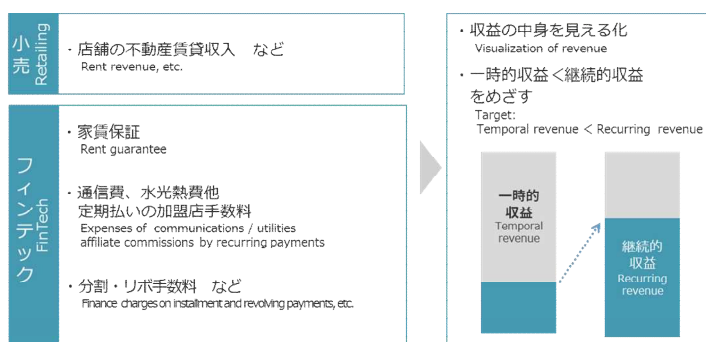 小売
Retailing
・店舗の不動産賃貸収入　など
Rent revenue, etc.
フィンテック
FinTech
・家賃保証
Rent guarantee
・通信費、水光熱費他
定期払いの加盟店手数料
Expenses of communications / utilities
affiliate commissions by recurring payments
・分割・リボ手数料　など
Finance charges on installment and revolving payments, etc.
・収益の中身を見える化
Visualization of revenue
・一時的収益＜継続的収益
をめざす
Target:
Temporal revenue < Recurring revenue
一時的
収益
Temporal
revenue
継続的
収益
Recurring
revenue